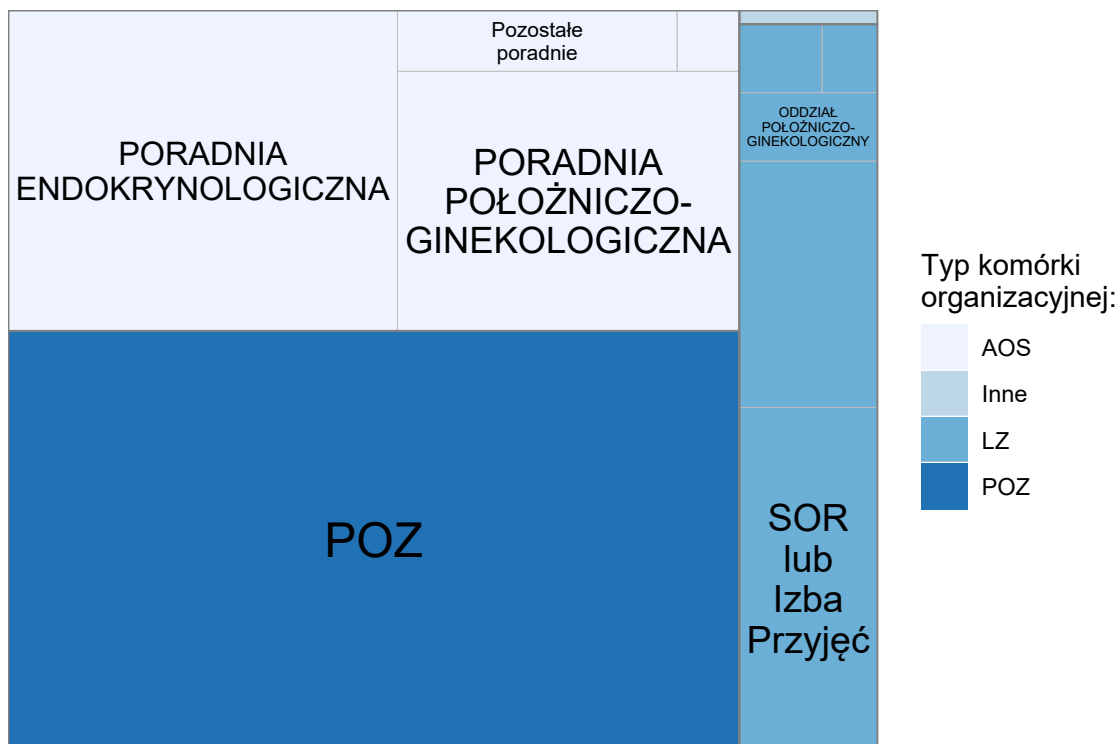 Pozostałe
poradnie
PORADNIA
ENDOKRYNOLOGICZNA
PORADNIA
POŁOŻNICZO-
GINEKOLOGICZNA
ODDZIAŁ
POŁOŻNICZO-
GINEKOLOGICZNY
POZ
SOR
lub
Izba
Przyjęć
Typ komórki
organizacyjnej:
AOS
Inne
LZ
POZ